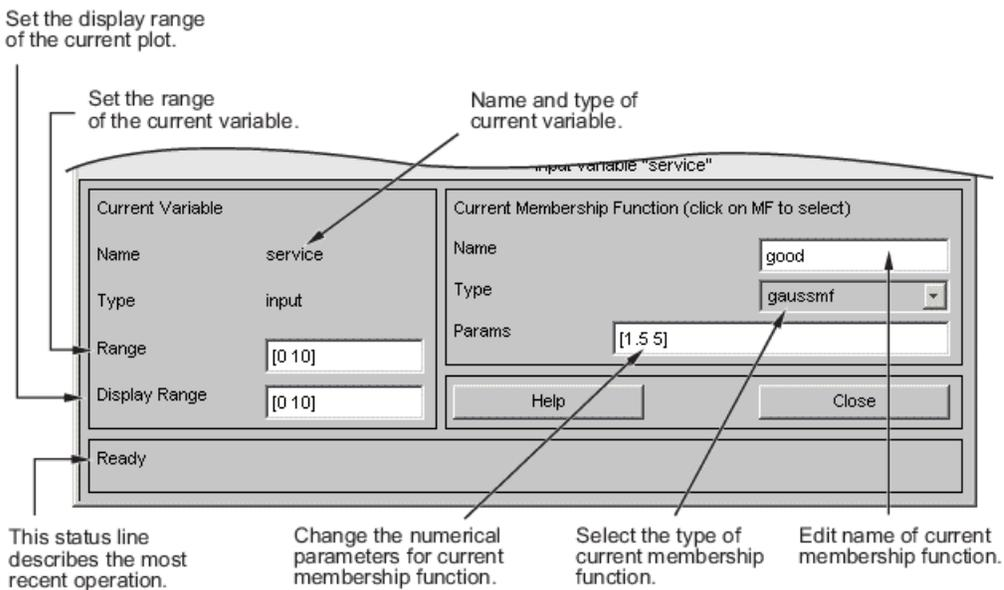 Set the display range
of the current plot.
Set the range
of the current variable.
Name and type of
current variable.
"service"
Current Variable
Name service
Type input
Range [0 10]
Display Range [0 10]
Current Membership Function (click on MF to select)
Name good
Type gaussmf
Params [1.5 5]
Help Close
Ready
This status line
describes the most
recent operation.
Change the numerical
parameters for current
membership function.
Select the type of
current membership
function.
Edit name of current
membership function.